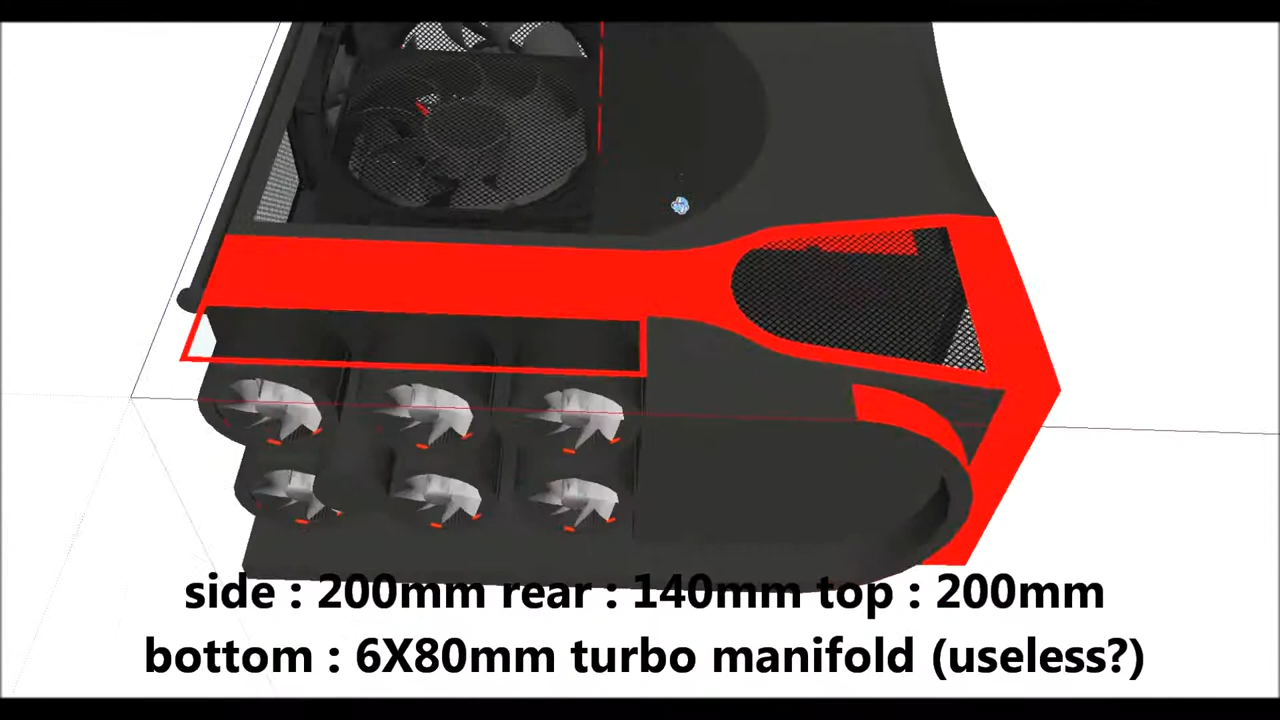 side : 200mm rear : 140mm top : 200mm
bottom : 6X80mm turbo manifold (useless?)